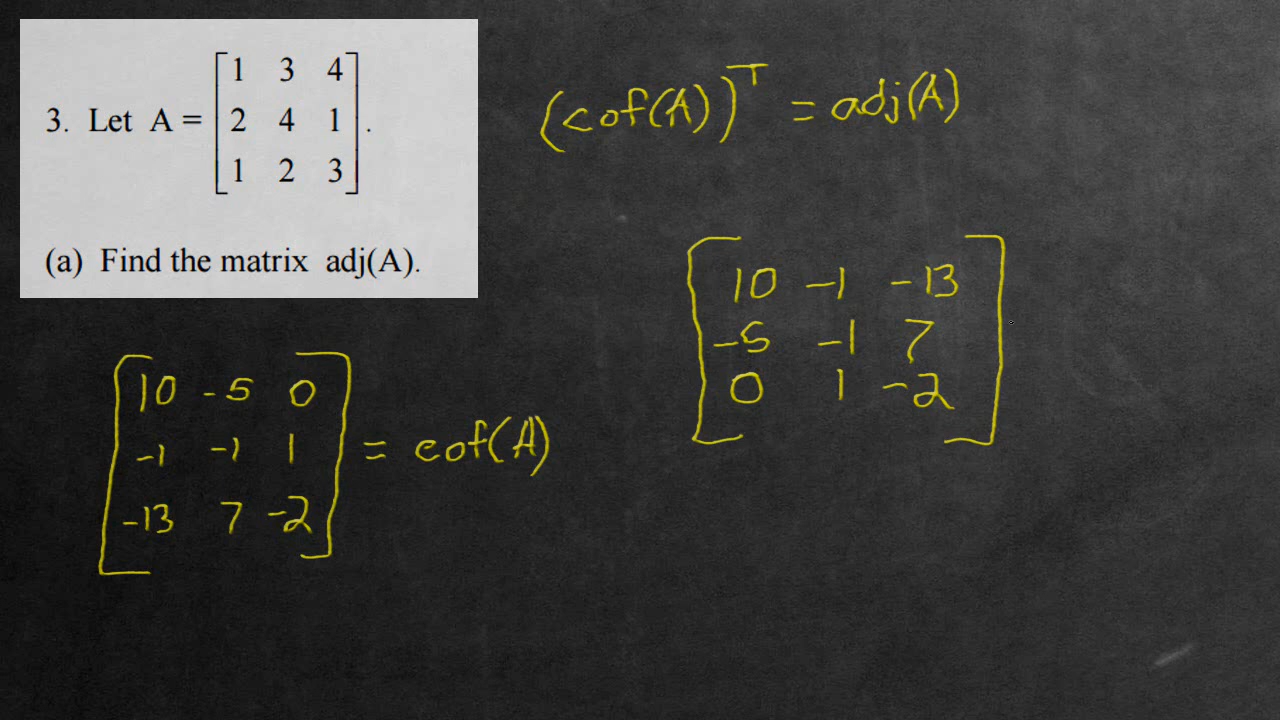 3. Let A = [1 3 4
2 4 1
1 2 3].
(a) Find the matrix adj(A).
(cof(A))ᵀ = adj(A)
[10 -5 0
-1 -1 1
-13 7 -2] = cof(A)
[10 -1 -13
-5 -1 7
0 1 -2]